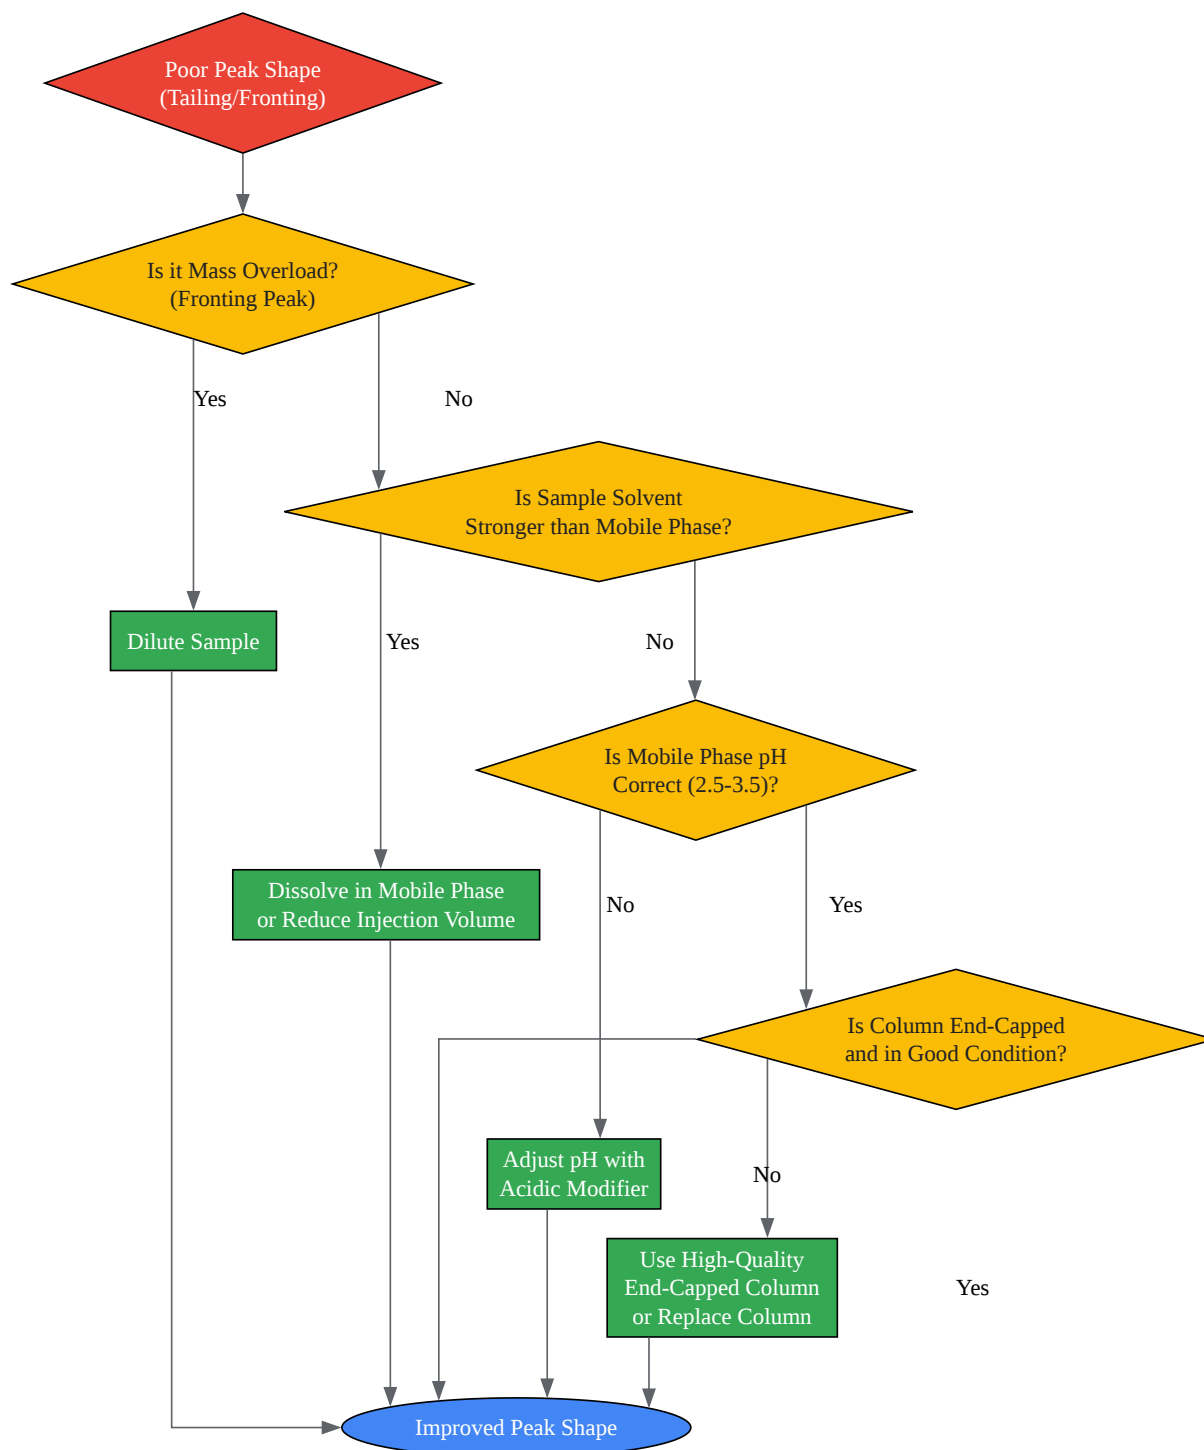 Poor Peak Shape
(Tailing/Fronting)
Is it Mass Overload?
(Fronting Peak)
Yes
No
Is Sample Solvent
Stronger than Mobile Phase?
Dilute Sample
Yes
No
Is Mobile Phase pH
Correct (2.5-3.5)?
Dissolve in Mobile Phase
or Reduce Injection Volume
No
Yes
Is Column End-Capped
and in Good Condition?
Adjust pH with
Acidic Modifier
No
Use High-Quality
End-Capped Column
or Replace Column
Yes
Improved Peak Shape